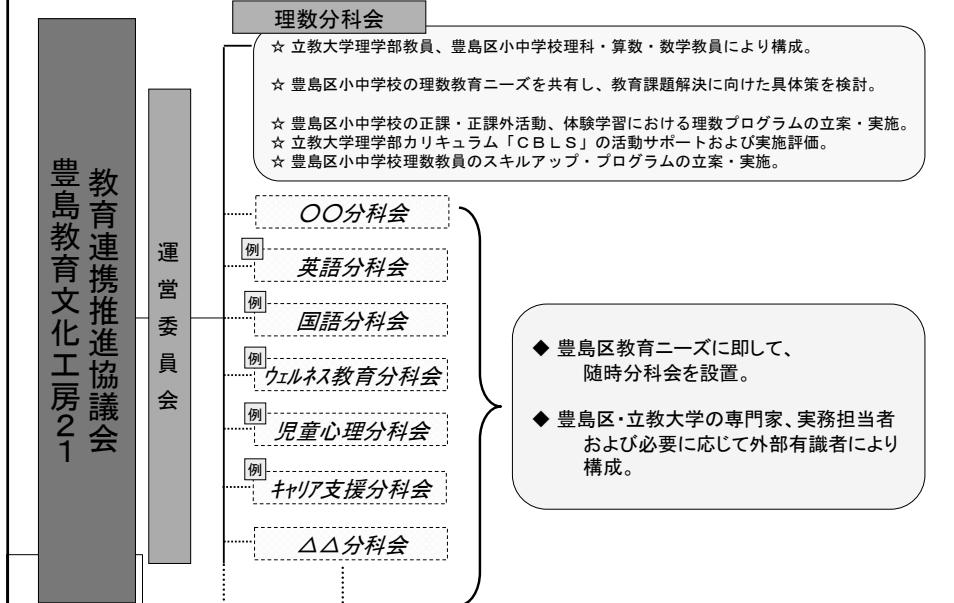 理数分科会
☆ 立教大学理学部教員、豊島区小中学校理科・算数・数学教員により構成。
☆ 豊島区小中学校の理数教育ニーズを共有し、教育課題解決に向けた具体策を検討。
☆ 豊島区小中学校の正課・正課外活動、体験学習における理数プログラムの立案・実施。
☆ 立教大学理学部カリキュラム「CBLS」の活動サポートおよび実施評価。
☆ 豊島区小中学校理数教員のスキルアップ・プログラムの立案・実施。
教育連携推進協議会
豊島教育文化工房21
運営委員会
〇〇分科会
例
英語分科会
例
国語分科会
例
ウェルネス教育分科会
例
児童心理分科会
例
キャリア支援分科会
△△分科会
◆ 豊島区教育ニーズに即して、
随時分科会を設置。
◆ 豊島区・立教大学の専門家、実務担当者
および必要に応じて外部有識者により
構成。